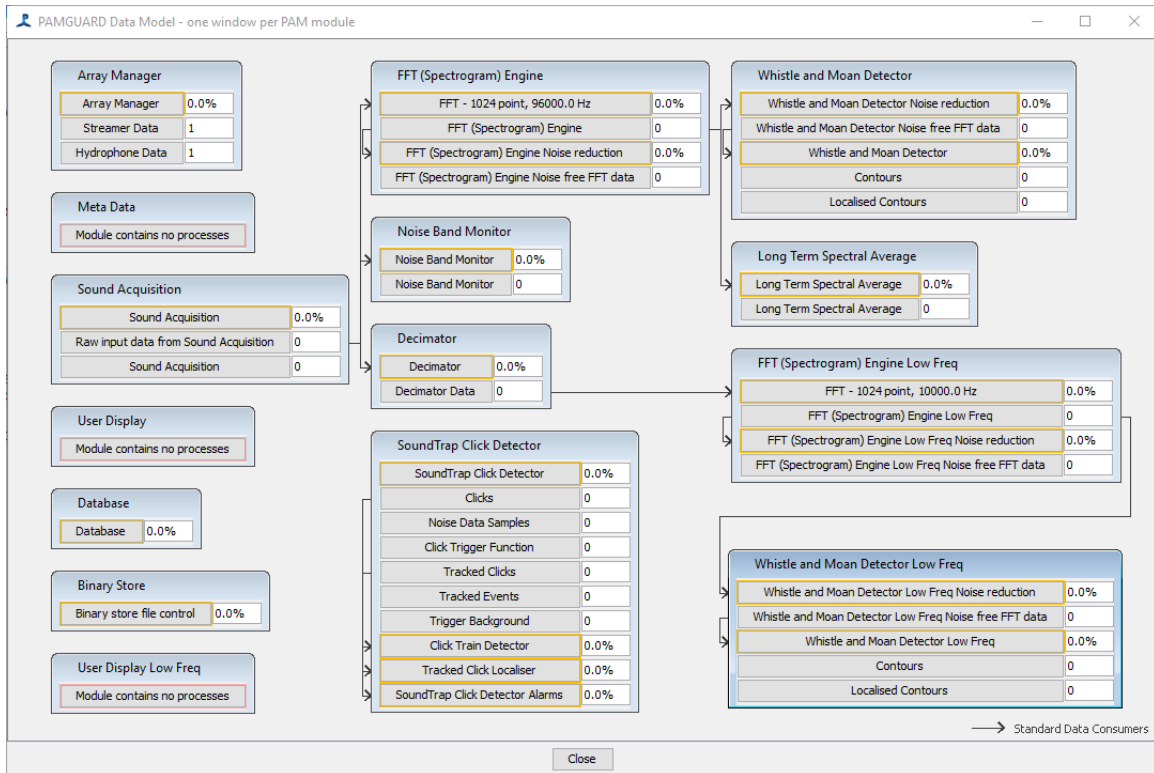 PAMGUARD Data Model - one window per PAM module
Array Manager
Array Manager 0.0%
Streamer Data 1
Hydrophone Data 1
Meta Data
Module contains no processes
Sound Acquisition
Sound Acquisition 0.0%
Raw input data from Sound Acquisition 0
Sound Acquisition 0
User Display
Module contains no processes
Database
Database 0.0%
Binary Store
Binary store file control 0.0%
User Display Low Freq
Module contains no processes
FFT (Spectrogram) Engine
FFT - 1024 point, 96000.0 Hz 0.0%
FFT (Spectrogram) Engine 0
FFT (Spectrogram) Engine Noise reduction 0.0%
FFT (Spectrogram) Engine Noise free FFT data 0
Noise Band Monitor
Noise Band Monitor 0.0%
Noise Band Monitor 0
Decimator
Decimator 0.0%
Decimator Data 0
SoundTrap Click Detector
SoundTrap Click Detector 0.0%
Clicks 0
Noise Data Samples 0
Click Trigger Function 0
Tracked Clicks 0
Tracked Events 0
Trigger Background 0
Click Train Detector 0.0%
Tracked Click Localiser 0.0%
SoundTrap Click Detector Alarms 0.0%
Whistle and Moan Detector
Whistle and Moan Detector Noise reduction 0.0%
Whistle and Moan Detector Noise free FFT data 0
Whistle and Moan Detector 0.0%
Contours 0
Localised Contours 0
Long Term Spectral Average
Long Term Spectral Average 0.0%
Long Term Spectral Average 0
FFT (Spectrogram) Engine Low Freq
FFT - 1024 point, 10000.0 Hz 0.0%
FFT (Spectrogram) Engine Low Freq 0
FFT (Spectrogram) Engine Low Freq Noise reduction 0.0%
FFT (Spectrogram) Engine Low Freq Noise free FFT data 0
Whistle and Moan Detector Low Freq
Whistle and Moan Detector Low Freq Noise reduction 0.0%
Whistle and Moan Detector Low Freq Noise free FFT data 0
Whistle and Moan Detector Low Freq 0.0%
Contours 0
Localised Contours 0
Standard Data Consumers
Close